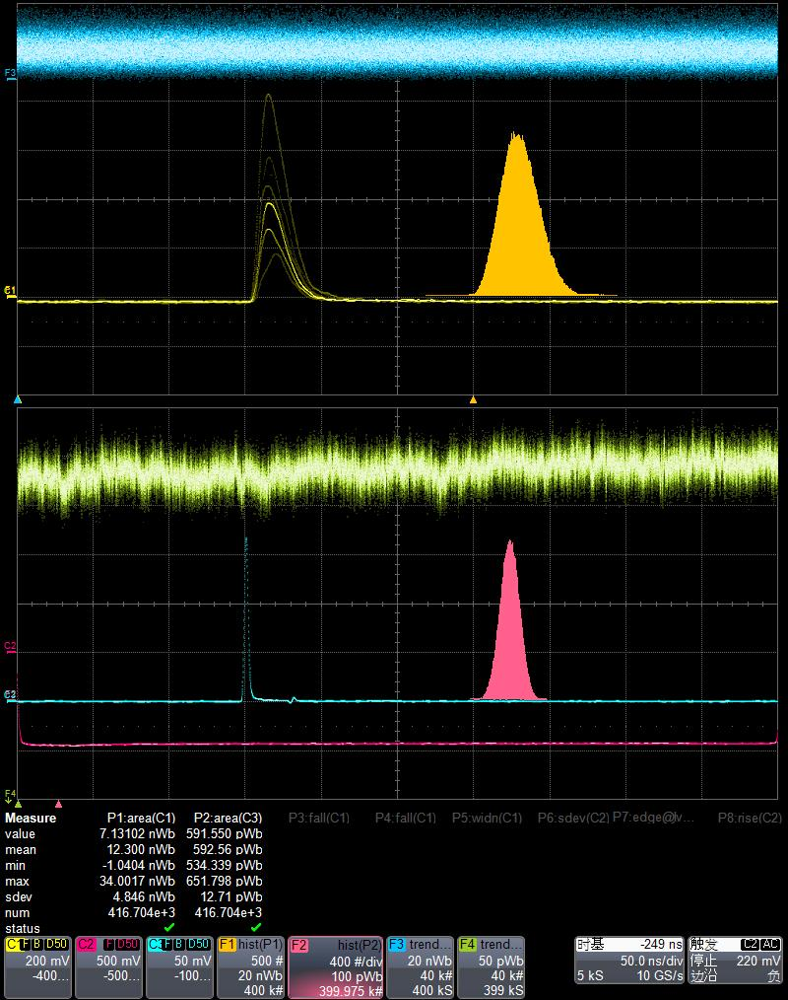 F3
C1
C2
C3
F4
Measure P1:area(C1) P2:area(C3) P3:fall(C1) P4:fall(C1) P5:widn(C1) P6:sdev(C2) P7:edge@lv... P8:rise(C2)
value 7.13102 nWb 591.550 pWb
mean 12.300 nWb 592.56 pWb
min -1.0404 nWb 534.339 pWb
max 34.0017 nWb 651.798 pWb
sdev 4.846 nWb 12.71 pWb
num 416.704e+3 416.704e+3
status
C1 F B D50 C2 F D50 C3 F B D50 F1 hist(P1) F2 hist(P2) F3 trend... F4 trend... 时基 -249 ns 触发 C2 AC
200 mV 500 mV 50 mV 500 # 400 #/div 20 nWb 50 pWb 50.0 ns/div 停止 220 mV
-400... -500... -100... 20 nWb 100 pWb 40 k# 40 k# 5 kS 10 GS/s 边沿 负
400 k# 399.975 k# 400 kS 399 kS